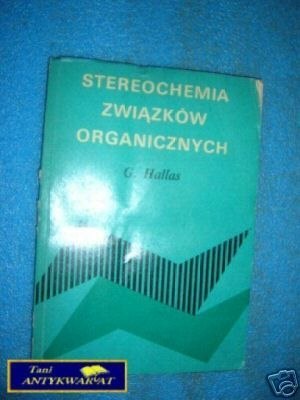 STEREOCHEMIA
ZWIĄZKÓW
ORGANICZNYCH
G. Hallas
Tani
ANTYKWARIAT